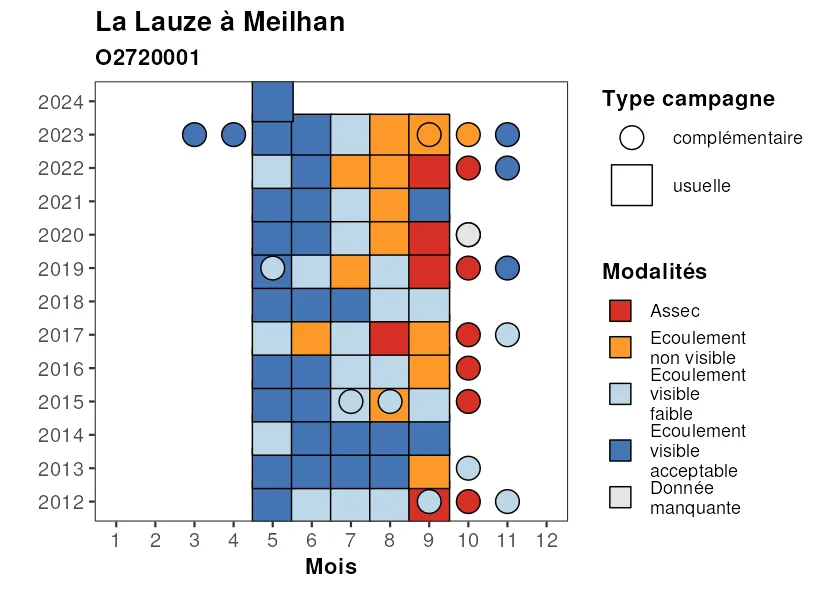 La Lauze à Meilhan
O2720001
2024
2023
2022
2021
2020
2019
2018
2017
2016
2015
2014
2013
2012
1 2 3 4 5 6 7 8 9 10 11 12
Mois
Type campagne
complémentaire
usuelle
Modalités
Assec
Ecoulement
non visible
Ecoulement
visible
faible
Ecoulement
visible
acceptable
Donnée
manquante